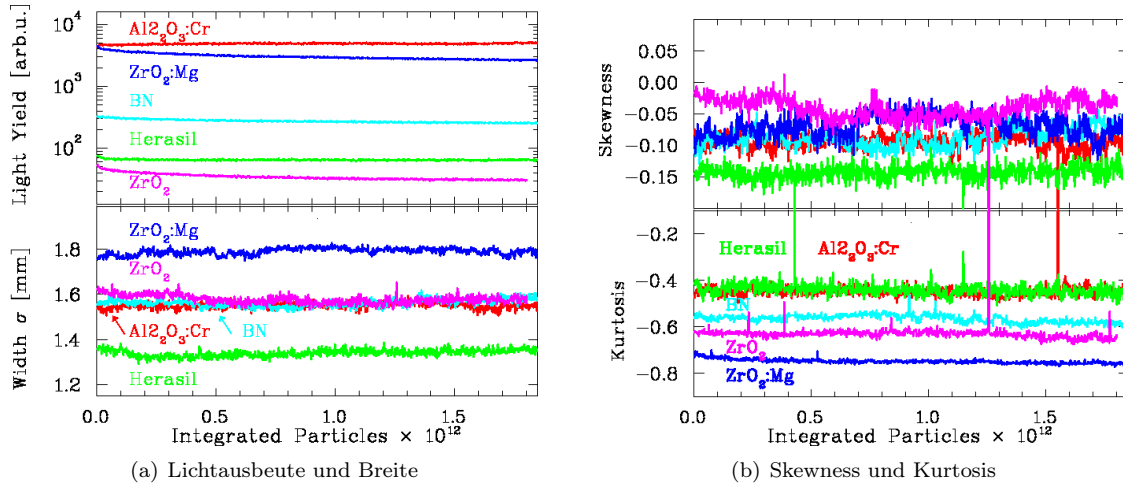 10⁴
10³
10²
Light Yield [arb.u.]
Al2₂O₃:Cr
ZrO₂:Mg
BN
Herasil
ZrO₂
1.8
1.6
1.4
1.2
Width σ [mm]
ZrO₂:Mg
ZrO₂
Al2₂O₃:Cr
BN
Herasil
0.0 0.5 1.0 1.5
Integrated Particles × 10¹²
(a) Lichtausbeute und Breite
0.05
0.00
−0.05
−0.10
−0.15
Skewness
−0.2
−0.4
−0.6
−0.8
Kurtosis
Herasil Al2₂O₃:Cr
BN
ZrO₂
ZrO₂:Mg
0.0 0.5 1.0 1.5
Integrated Particles × 10¹²
(b) Skewness und Kurtosis